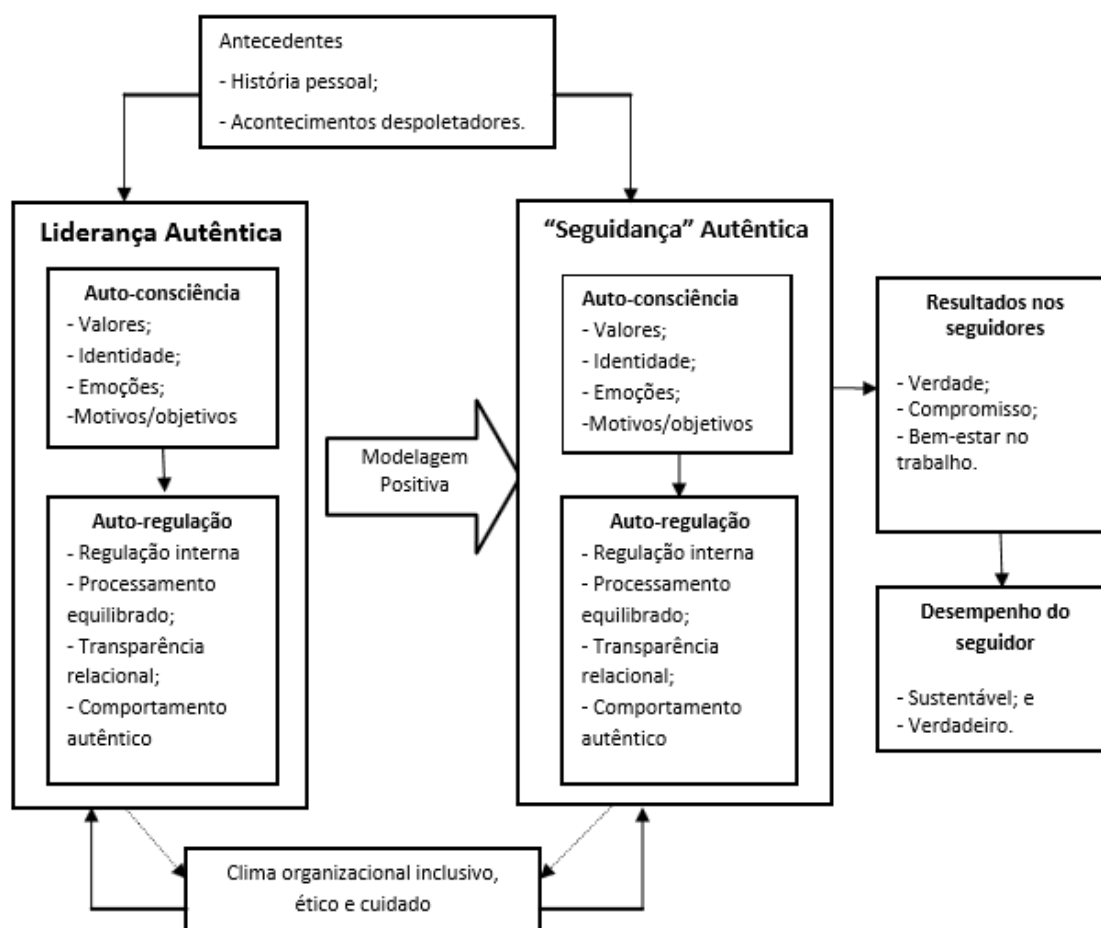 Antecedentes
- História pessoal;
- Acontecimentos despoletadores.
Liderança Autêntica
Auto-consciência
- Valores;
- Identidade;
- Emoções;
-Motivos/objetivos
Auto-regulação
- Regulação interna
- Processamento
equilibrado;
- Transparência
relacional;
- Comportamento
autêntico
Modelagem
Positiva
“Seguidança” Autêntica
Auto-consciência
- Valores;
- Identidade;
- Emoções;
-Motivos/objetivos
Auto-regulação
- Regulação interna
- Processamento
equilibrado;
- Transparência
relacional;
- Comportamento
autêntico
Resultados nos
seguidores
- Verdade;
- Compromisso;
- Bem-estar no
trabalho.
Desempenho do
seguidor
- Sustentável; e
- Verdadeiro.
Clima organizacional inclusivo,
ético e cuidado